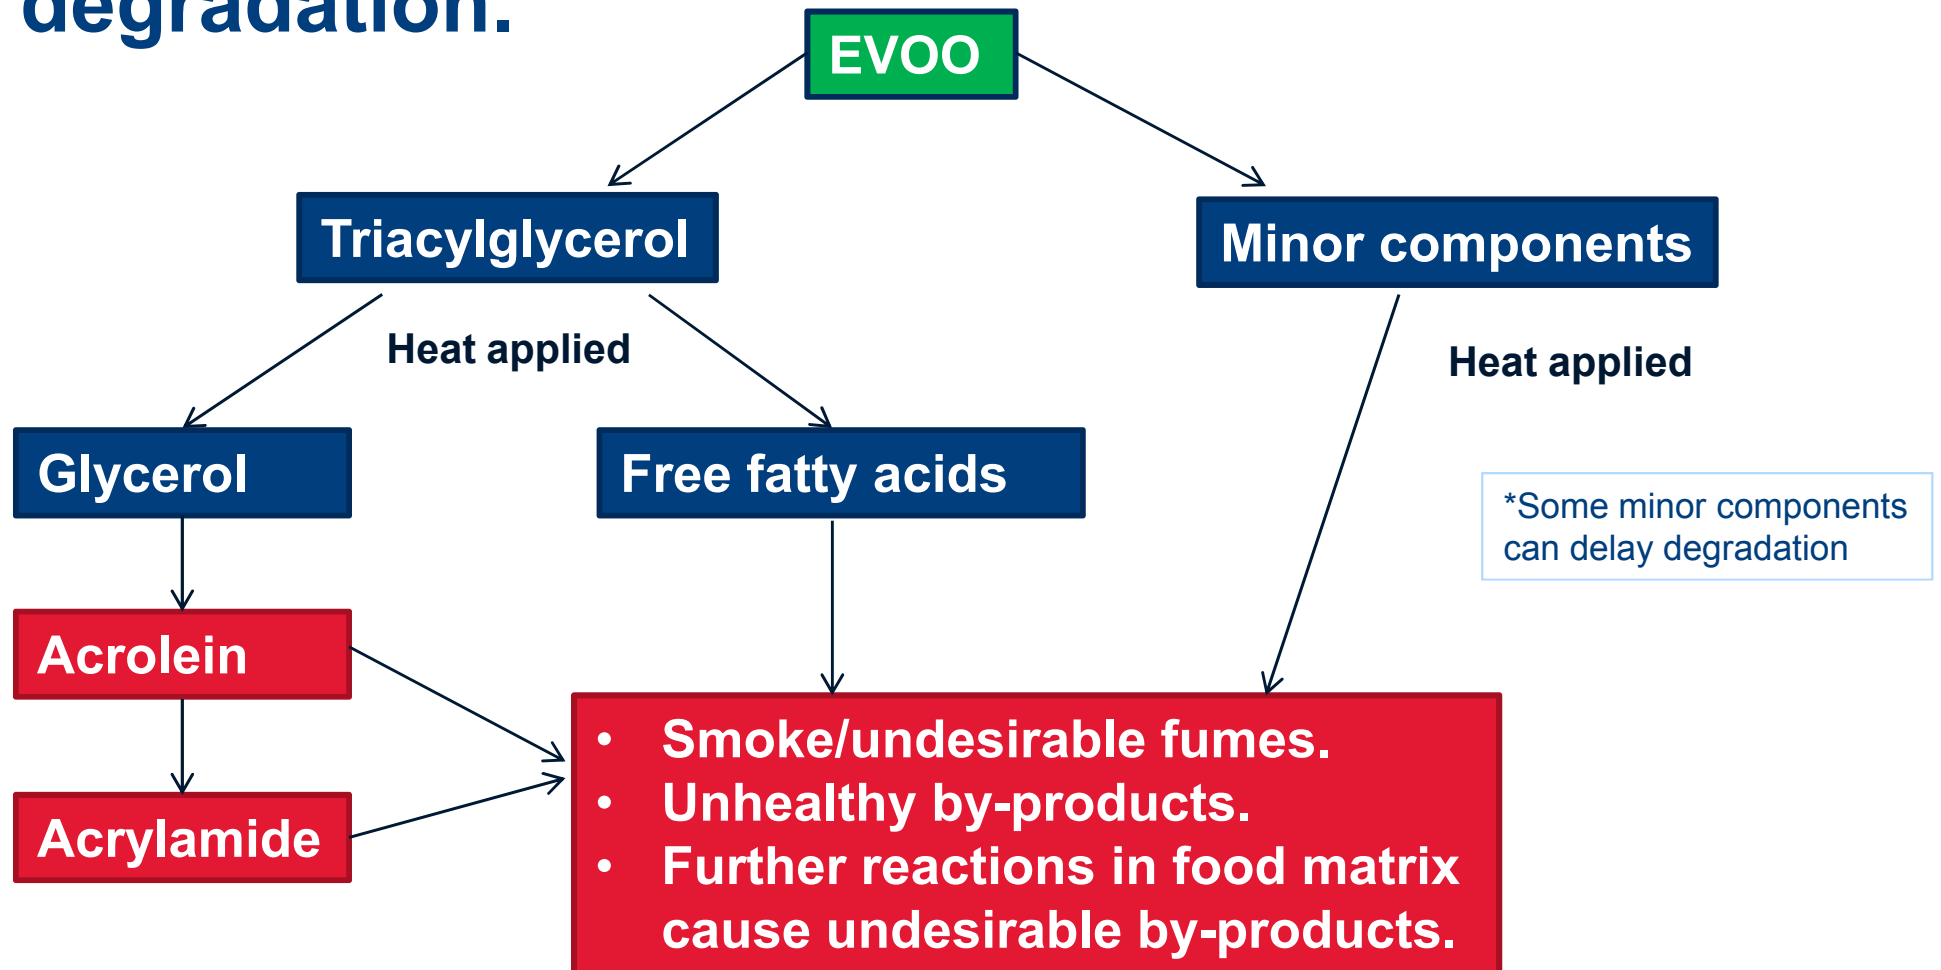 degradation.
EVOO
Triacylglycerol
Minor components
Heat applied
Heat applied
Glycerol
Free fatty acids
*Some minor components
can delay degradation
Acrolein
Acrylamide
• Smoke/undesirable fumes.
• Unhealthy by-products.
• Further reactions in food matrix
cause undesirable by-products.